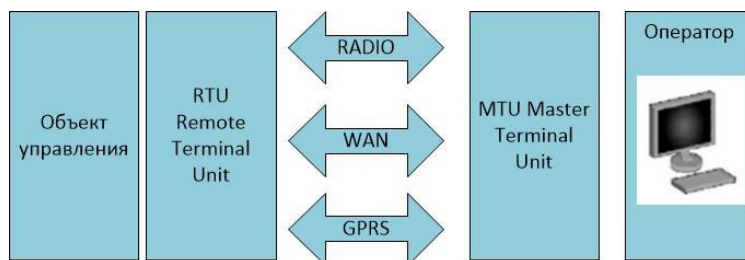 Объект
управления
RTU
Remote
Terminal
Unit
RADIO
WAN
GPRS
MTU Master
Terminal
Unit
Оператор